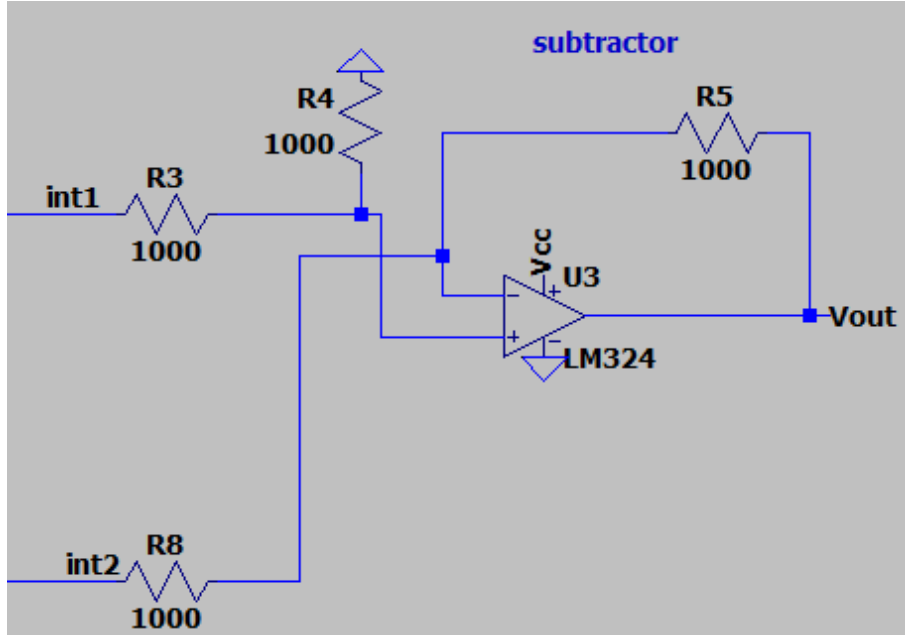 subtractor
R4
1000
R5
1000
int1
R3
1000
Vcc
U3
- +
+ -
LM324
Vout
int2
R8
1000